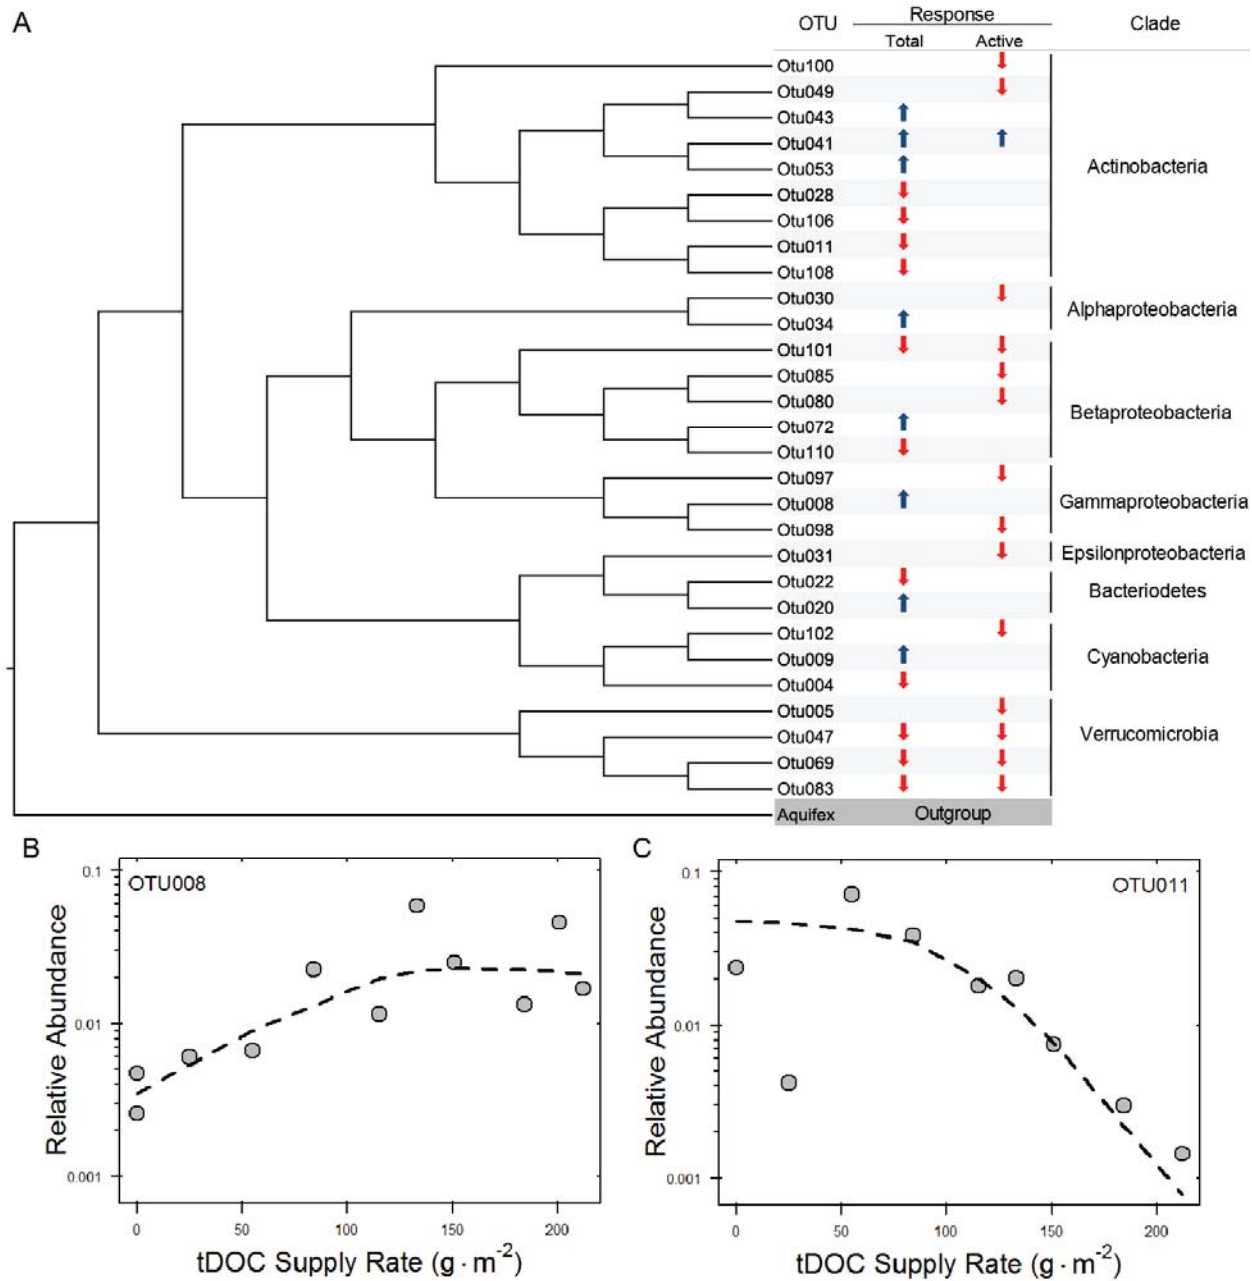 A
OTU Response Clade
Total Active
Otu100
Otu049
Otu043
Otu041
Otu053
Otu028
Otu106
Otu011
Otu108
Actinobacteria
Otu030
Otu034
Alphaproteobacteria
Otu101
Otu085
Otu080
Otu072
Otu110
Betaproteobacteria
Otu097
Otu008
Otu098
Gammaproteobacteria
Otu031
Epsilonproteobacteria
Otu022
Otu020
Bacteriodetes
Otu102
Otu009
Otu004
Cyanobacteria
Otu005
Otu047
Otu069
Otu083
Verrucomicrobia
Aquifex Outgroup
B
OTU008
Relative Abundance
0.1
0.01
0.001
0 50 100 150 200
tDOC Supply Rate (g · m⁻²)
C
OTU011
Relative Abundance
0.1
0.01
0.001
0 50 100 150 200
tDOC Supply Rate (g · m⁻²)